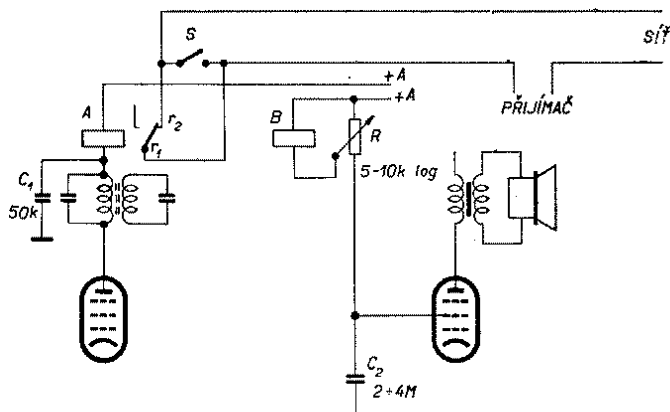 S
SÍŤ
+A
+A
A
r₂
B
PŘIJÍMAČ
r₁
R
C₁
5-10k log
50k
C₂
2÷4M